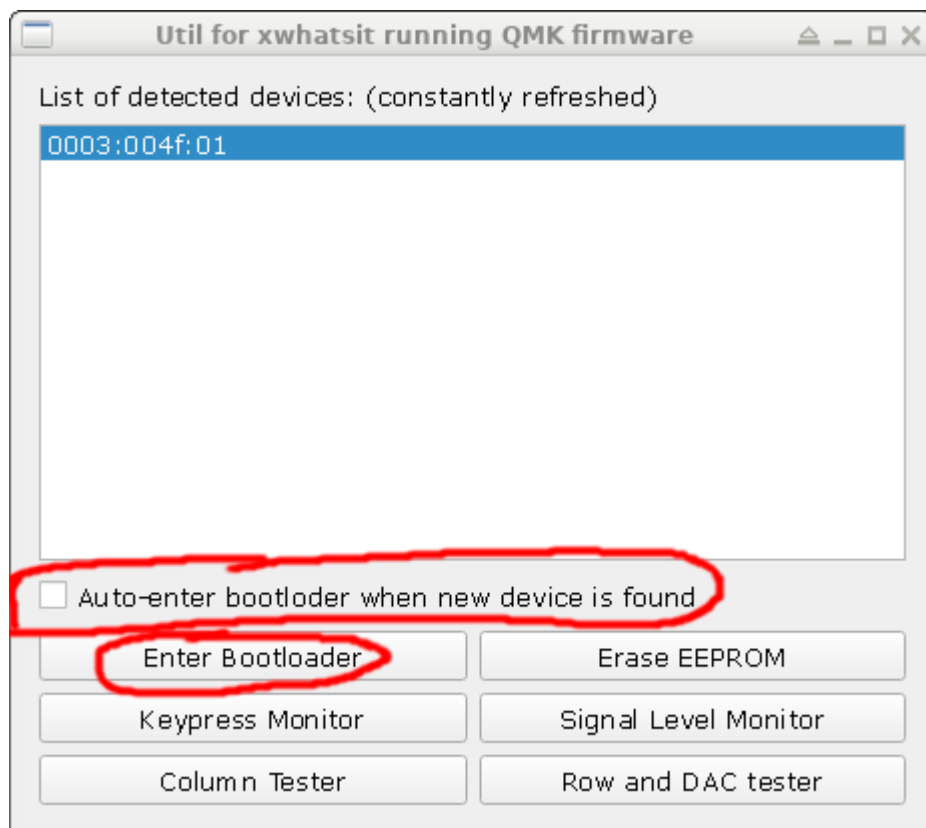 Util for xwhatsit running QMK firmware
List of detected devices: (constantly refreshed)
0003:004f:01
Auto-enter bootloder when new device is found
Enter Bootloader
Erase EEPROM
Keypress Monitor
Signal Level Monitor
Column Tester
Row and DAC tester